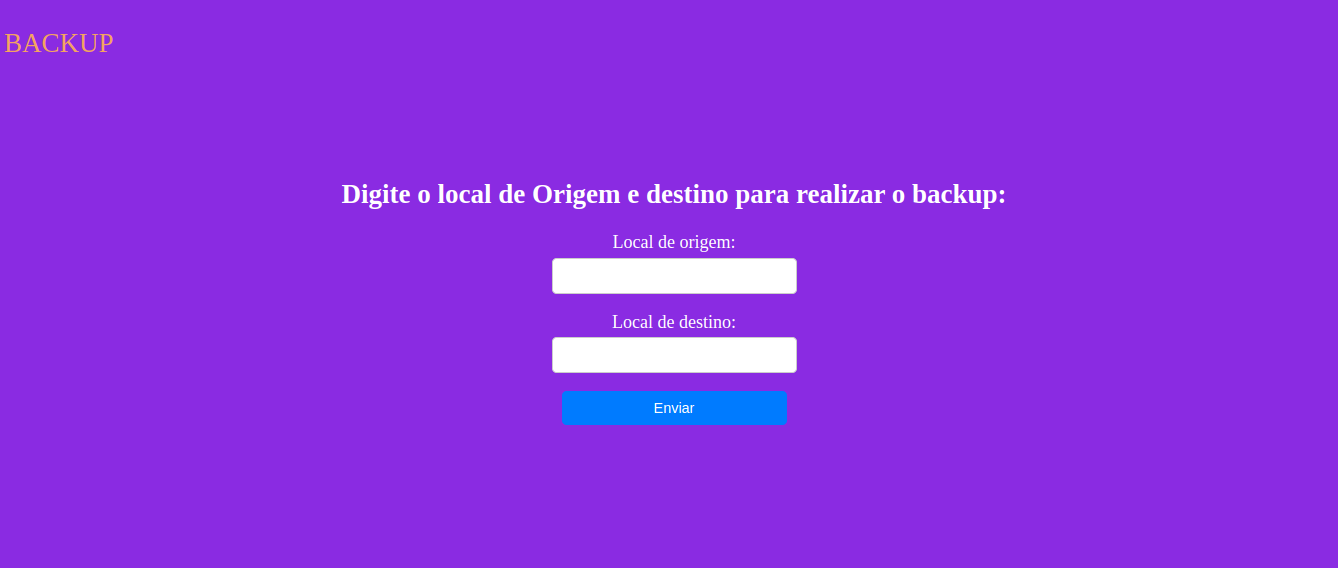 BACKUP
Digite o local de Origem e destino para realizar o backup:
Local de origem:
Local de destino:
Enviar